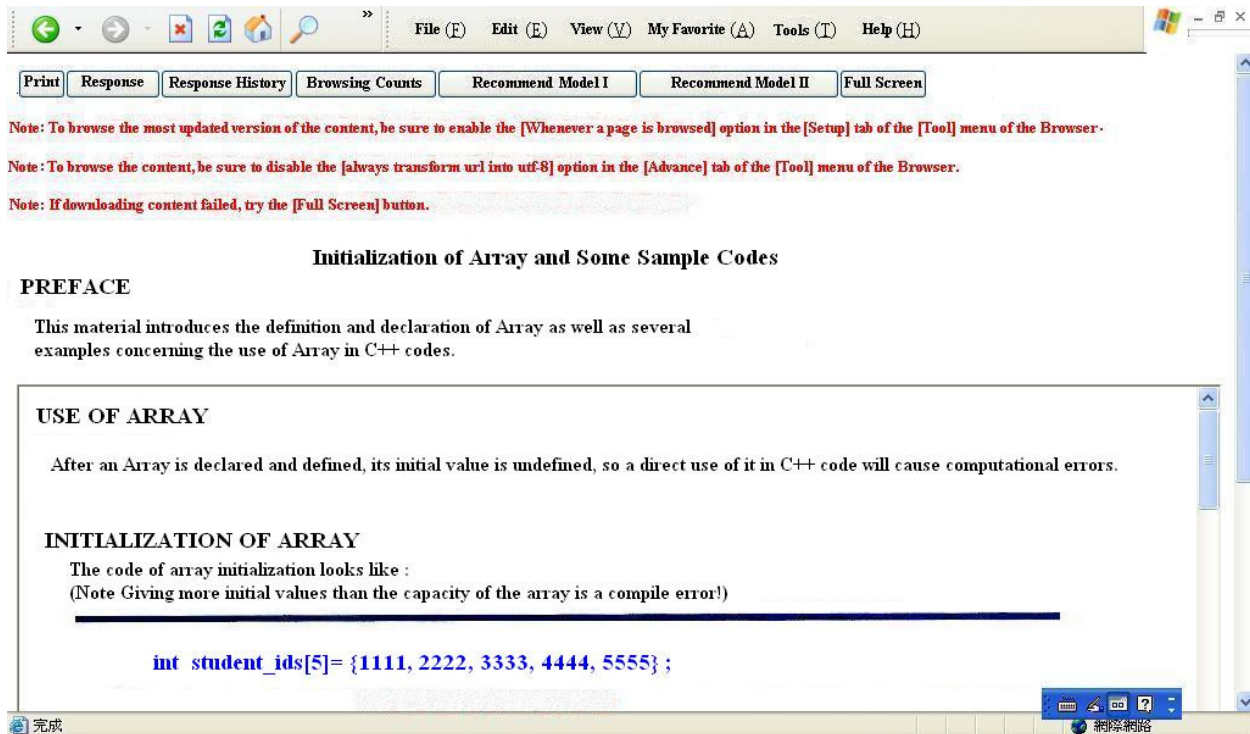 »
File (F) Edit (E) View (V) My Favorite (A) Tools (T) Help (H)
Print Response Response History Browsing Counts Recommend Model I Recommend Model II Full Screen
Note: To browse the most updated version of the content, be sure to enable the [Whenever a page is browsed] option in the [Setup] tab of the [Tool] menu of the Browser.
Note: To browse the content, be sure to disable the [always transform url into utf-8] option in the [Advance] tab of the [Tool] menu of the Browser.
Note: If downloading content failed, try the [Full Screen] button.
Initialization of Array and Some Sample Codes
PREFACE
This material introduces the definition and declaration of Array as well as several
examples concerning the use of Array in C++ codes.
USE OF ARRAY
After an Array is declared and defined, its initial value is undefined, so a direct use of it in C++ code will cause computational errors.
INITIALIZATION OF ARRAY
The code of array initialization looks like :
(Note Giving more initial values than the capacity of the array is a compile error!)
int student_ids[5]= {1111, 2222, 3333, 4444, 5555} ;
完成
網際網路